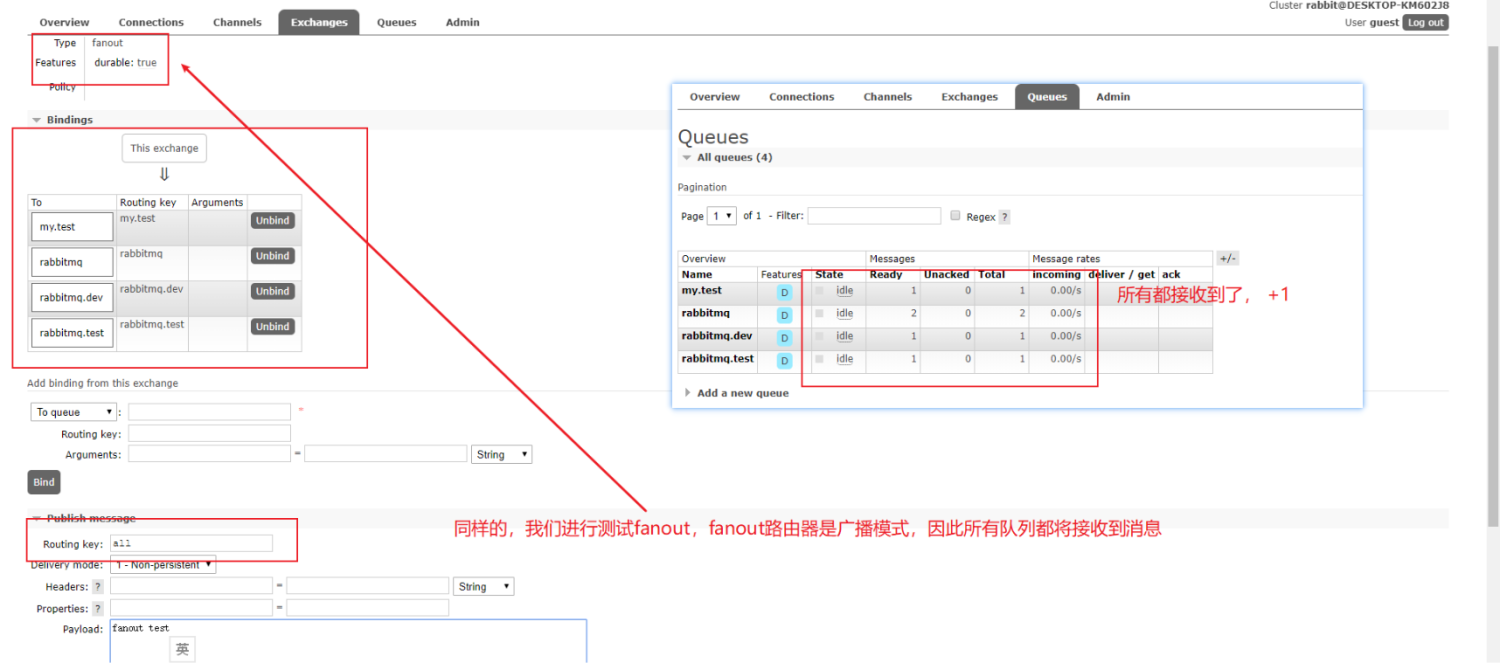 Cluster rabbit@DESKTOP-KM602J8
Overview Connections Channels Exchanges Queues Admin
User guest Log out
Type fanout
Features durable: true
Policy
Bindings
This exchange
⇓
To Routing key Arguments
my.test my.test Unbind
rabbitmq rabbitmq Unbind
rabbitmq.dev rabbitmq.dev Unbind
rabbitmq.test rabbitmq.test Unbind
Add binding from this exchange
To queue : *
Routing key:
Arguments: = String
Bind
Publish message
Routing key: all
Delivery mode: 1 - Non-persistent
Headers: ? = String
Properties: ? =
Payload: fanout test
英
Overview Connections Channels Exchanges Queues Admin
Queues
All queues (4)
Pagination
Page 1 of 1 - Filter: Regex ?
Overview Messages Message rates +/-
Name Features State Ready Unacked Total incoming deliver / get ack
my.test D idle 1 0 1 0.00/s
rabbitmq D idle 2 0 2 0.00/s
rabbitmq.dev D idle 1 0 1 0.00/s
rabbitmq.test D idle 1 0 1 0.00/s
Add a new queue
所有都接收到了， +1
同样的，我们进行测试fanout，fanout路由器是广播模式，因此所有队列都将接收到消息